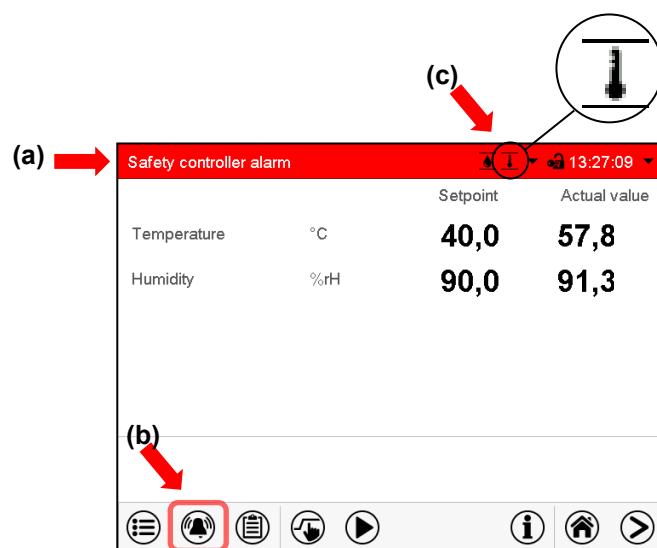 (c)
(a)
Safety controller alarm 13:27:09
Setpoint Actual value
Temperature °C 40,0 57,8
Humidity %rH 90,0 91,3
(b)